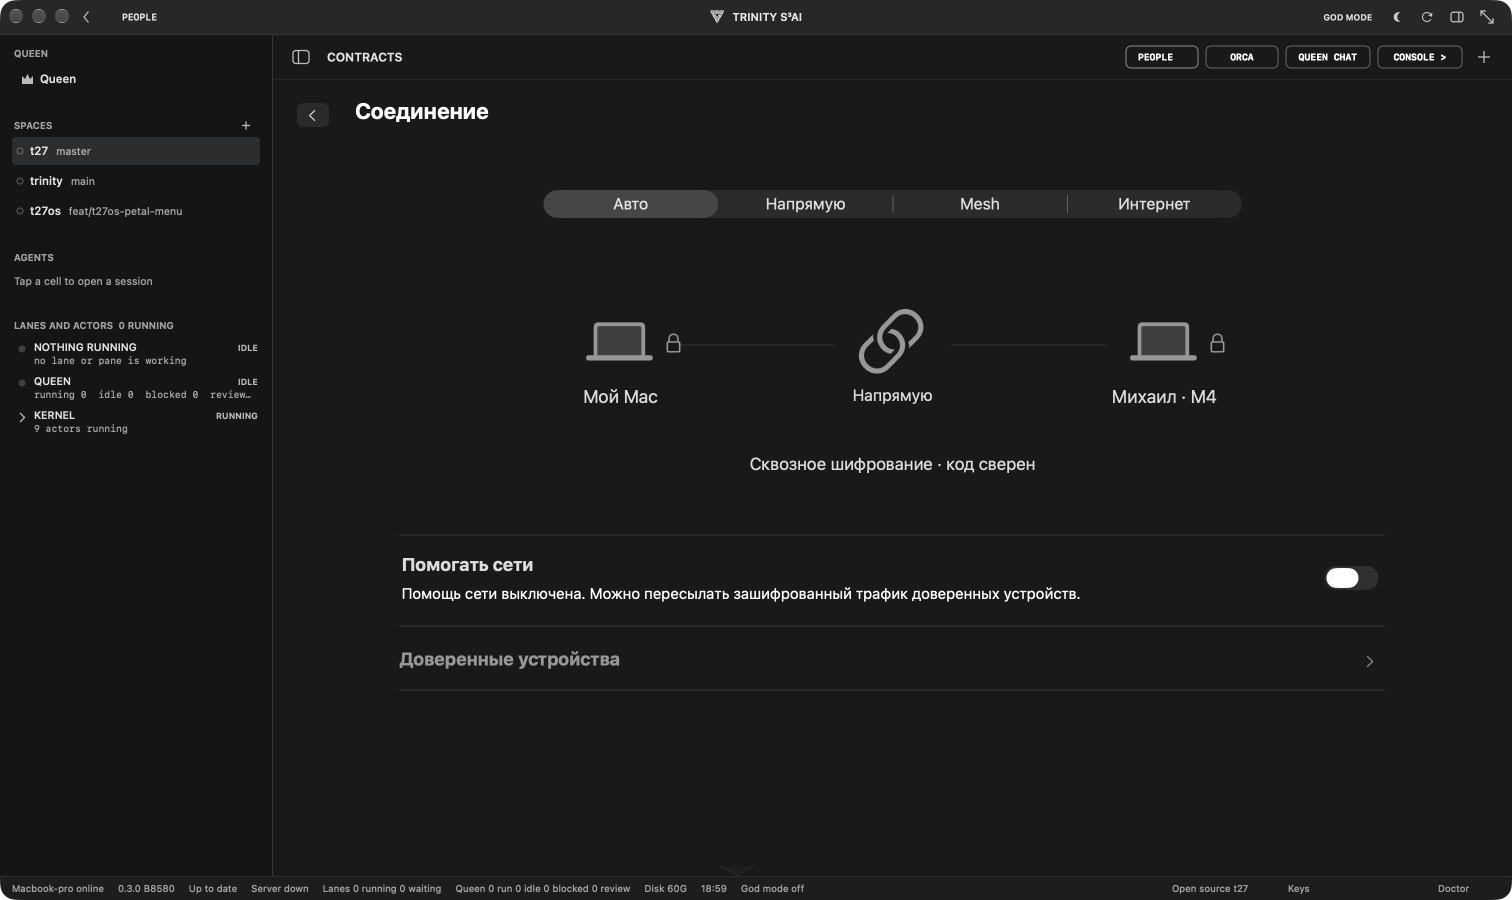 PEOPLE
TRINITY S³AI
GOD MODE
QUEEN
Queen
SPACES
t27 master
trinity main
t27os feat/t27os-petal-menu
AGENTS
Tap a cell to open a session
LANES AND ACTORS 0 RUNNING
NOTHING RUNNING IDLE
no lane or pane is working
QUEEN IDLE
running 0 idle 0 blocked 0 review…
KERNEL RUNNING
9 actors running
CONTRACTS
PEOPLE
ORCA
QUEEN CHAT
CONSOLE >
Соединение
Авто
Напрямую
Mesh
Интернет
Мой Mac
Напрямую
Михаил · M4
Сквозное шифрование · код сверен
Помогать сети
Помощь сети выключена. Можно пересылать зашифрованный трафик доверенных устройств.
Доверенные устройства
Macbook-pro online 0.3.0 B8580 Up to date Server down Lanes 0 running 0 waiting Queen 0 run 0 idle 0 blocked 0 review Disk 60G 18:59 God mode off Open source t27 Keys Doctor